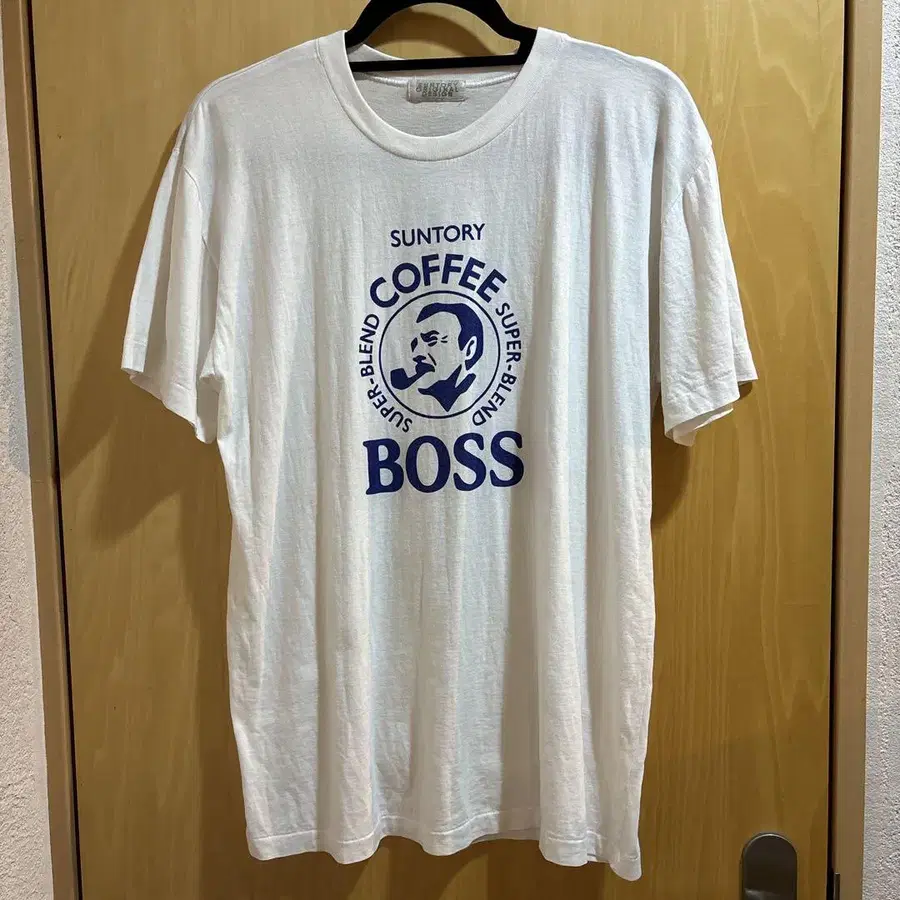 SUNTORY
COFFEE
SUPER-BLEND
SUPER-BLEND
BOSS